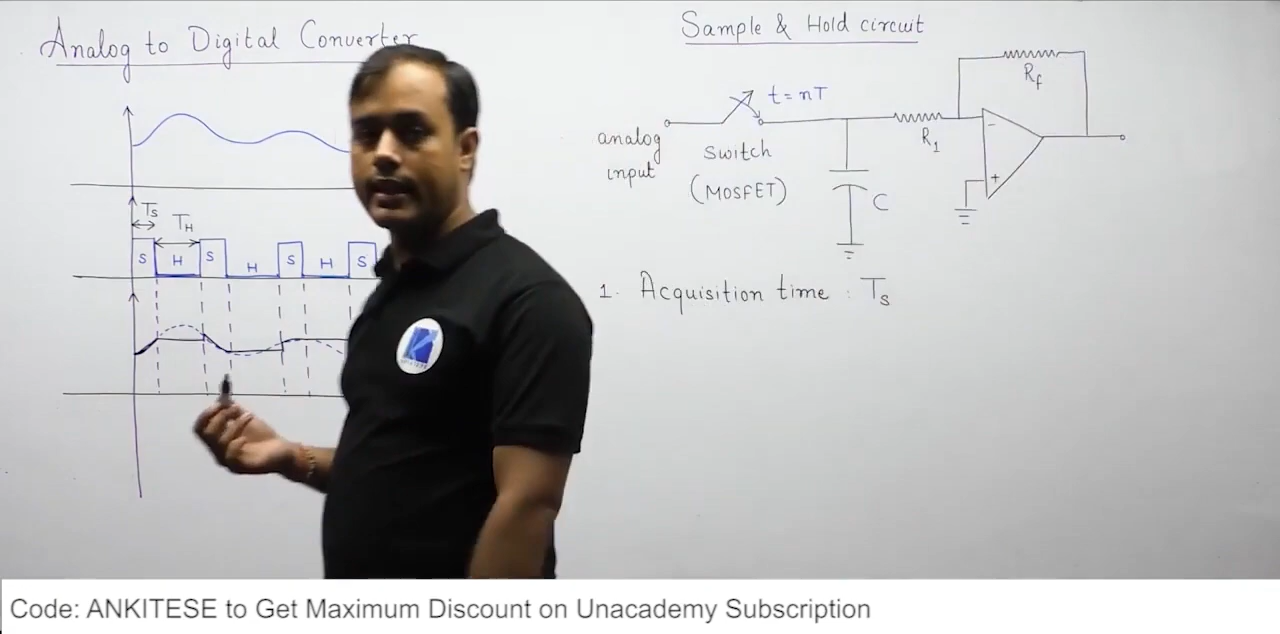 Analog to Digital Converter
Sample & Hold circuit
t = nT
analog
input
switch
(MOSFET)
R1
Rf
-
+
C
Ts
TH
S H S H S H S
1. Acquisition time : Ts
Code: ANKITESE to Get Maximum Discount on Unacademy Subscription